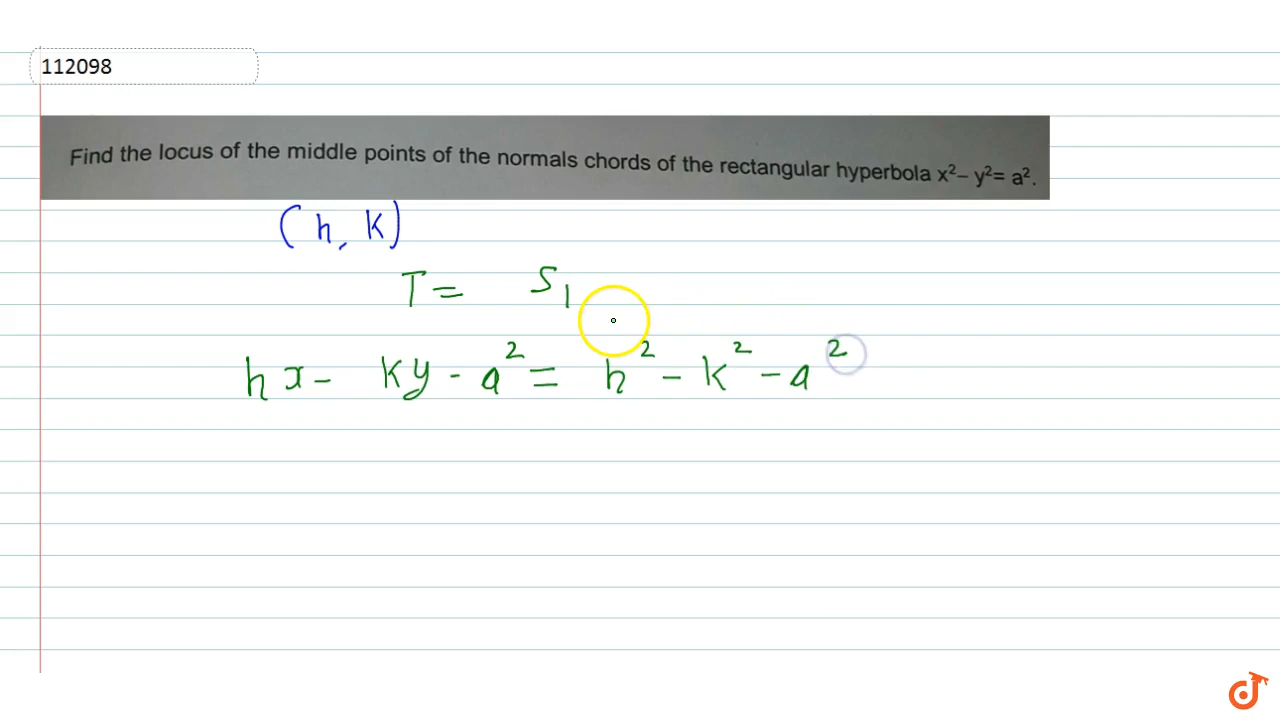 112098
Find the locus of the middle points of the normals chords of the rectangular hyperbola x²– y²= a².
(h, k)
T = S₁
hx - ky - a² = h² - k² - a²